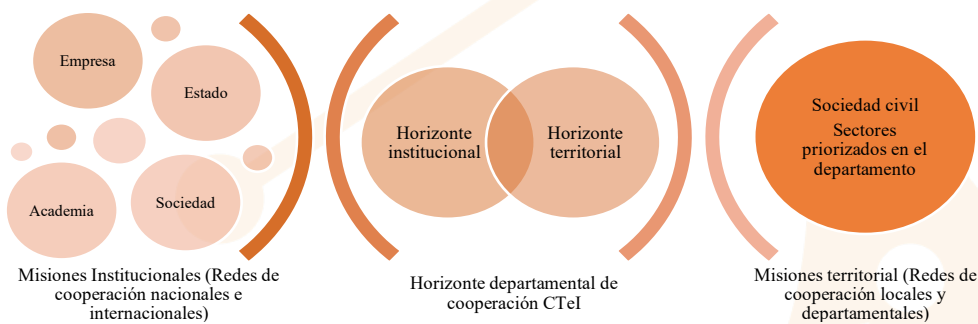 Empresa
Estado
Academia
Sociedad
Misiones Institucionales (Redes de
cooperación nacionales e
internacionales)
Horizonte
institucional
Horizonte
territorial
Horizonte departamental de
cooperación CTeI
Sociedad civil
Sectores
priorizados en el
departamento
Misiones territorial (Redes de
cooperación locales y
departamentales)